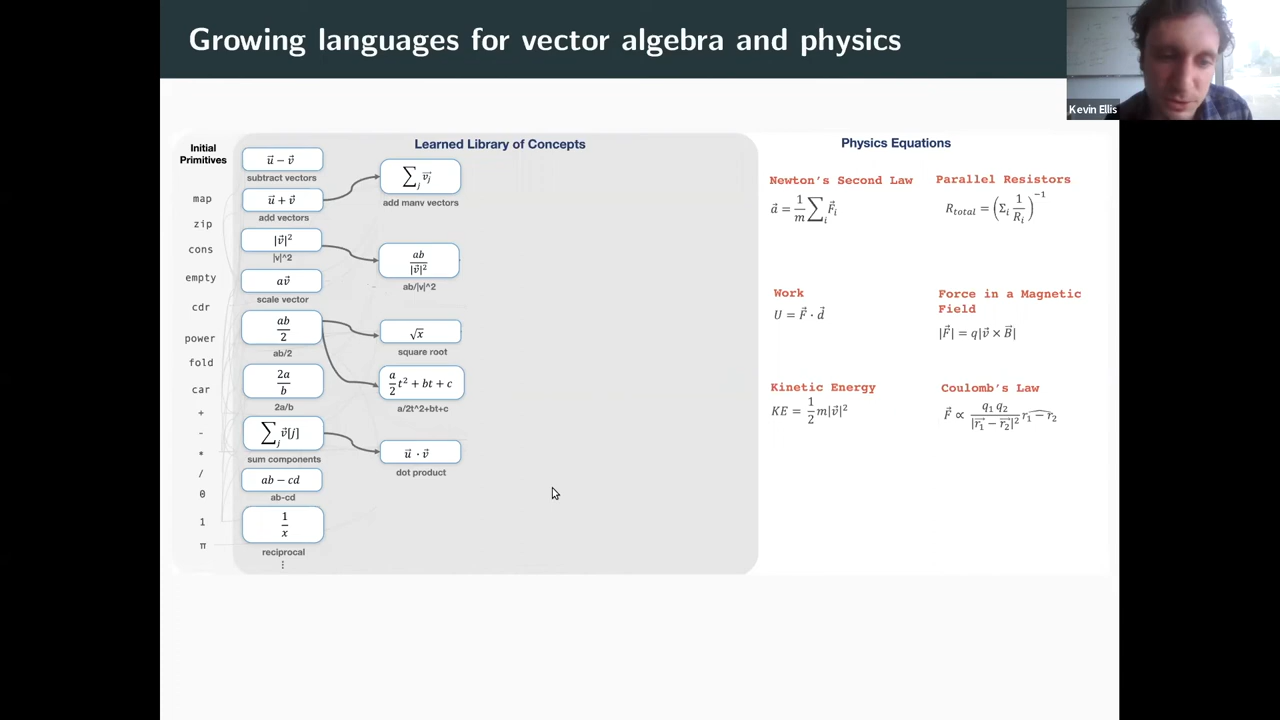 Growing languages for vector algebra and physics
Kevin Ellis
Initial
Primitives
map
zip
cons
empty
cdr
power
fold
car
+
-
*
/
0
1
π
Learned Library of Concepts
u⃗ − v⃗
subtract vectors
u⃗ + v⃗
add vectors
|v⃗|²
|v|^2
av⃗
scale vector
ab/2
ab/2
2a/b
2a/b
∑ⱼ v⃗[j]
sum components
ab − cd
ab-cd
1/x
reciprocal
⋮
∑ⱼ v⃗ⱼ
add many vectors
ab/|v⃗|²
ab/|v|^2
√x
square root
a/2 t² + bt + c
a/2t^2+bt+c
u⃗ · v⃗
dot product
Physics Equations
Newton's Second Law
a⃗ = 1/m ∑ᵢ F⃗ᵢ
Parallel Resistors
R_total = (Σᵢ 1/Rᵢ)⁻¹
Work
U = F⃗ · d⃗
Force in a Magnetic
Field
|F⃗| = q|v⃗ × B⃗|
Kinetic Energy
KE = 1/2 m|v⃗|²
Coulomb's Law
F⃗ ∝ q₁ q₂/|r⃗₁ − r⃗₂|² r₁ − r₂